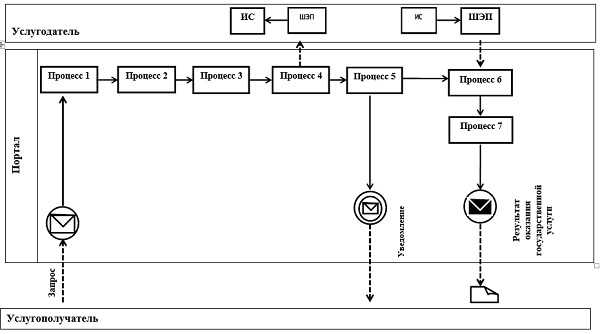 Услугодатель
ИС
ШЭП
ИС
ШЭП
Процесс 1
Процесс 2
Процесс 3
Процесс 4
Процесс 5
Процесс 6
Процесс 7
Портал
Запрос
Уведомление
Результат
оказания
государственной
услуги
Услугополучатель